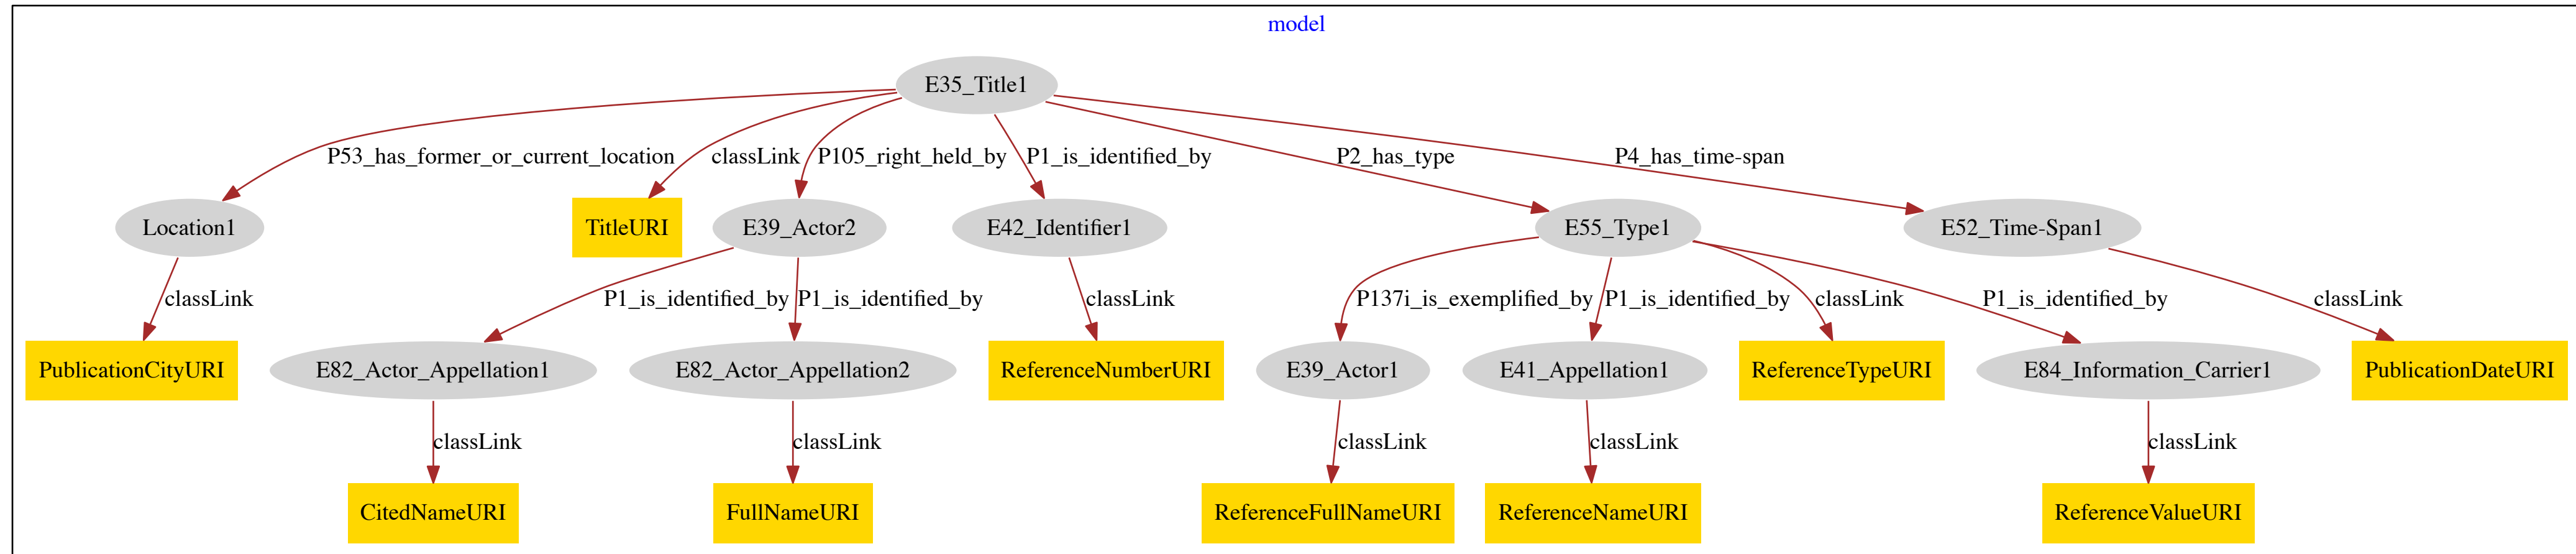 model
E35_Title1
P53_has_former_or_current_location
classLink
P105_right_held_by
P1_is_identified_by
P2_has_type
P4_has_time-span
Location1
TitleURI
E39_Actor2
E42_Identifier1
E55_Type1
E52_Time-Span1
classLink
P1_is_identified_by
P1_is_identified_by
classLink
P137i_is_exemplified_by
P1_is_identified_by
classLink
P1_is_identified_by
classLink
PublicationCityURI
E82_Actor_Appellation1
E82_Actor_Appellation2
ReferenceNumberURI
E39_Actor1
E41_Appellation1
ReferenceTypeURI
E84_Information_Carrier1
PublicationDateURI
classLink
classLink
classLink
classLink
classLink
CitedNameURI
FullNameURI
ReferenceFullNameURI
ReferenceNameURI
ReferenceValueURI